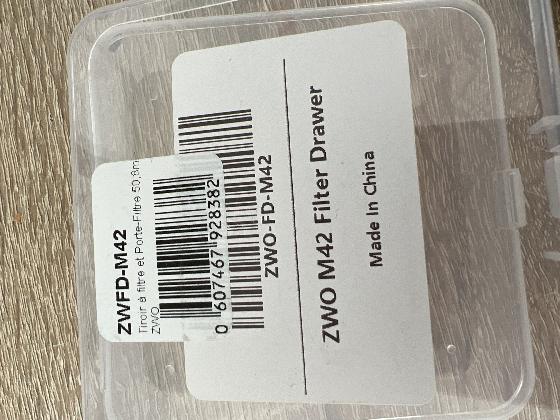 ZWFD-M42
Tiroir à filtre et Porte-Filtre 50,8m
ZWO
0 607467 928382
ZWO-FD-M42
ZWO M42 Filter Drawer
Made In China